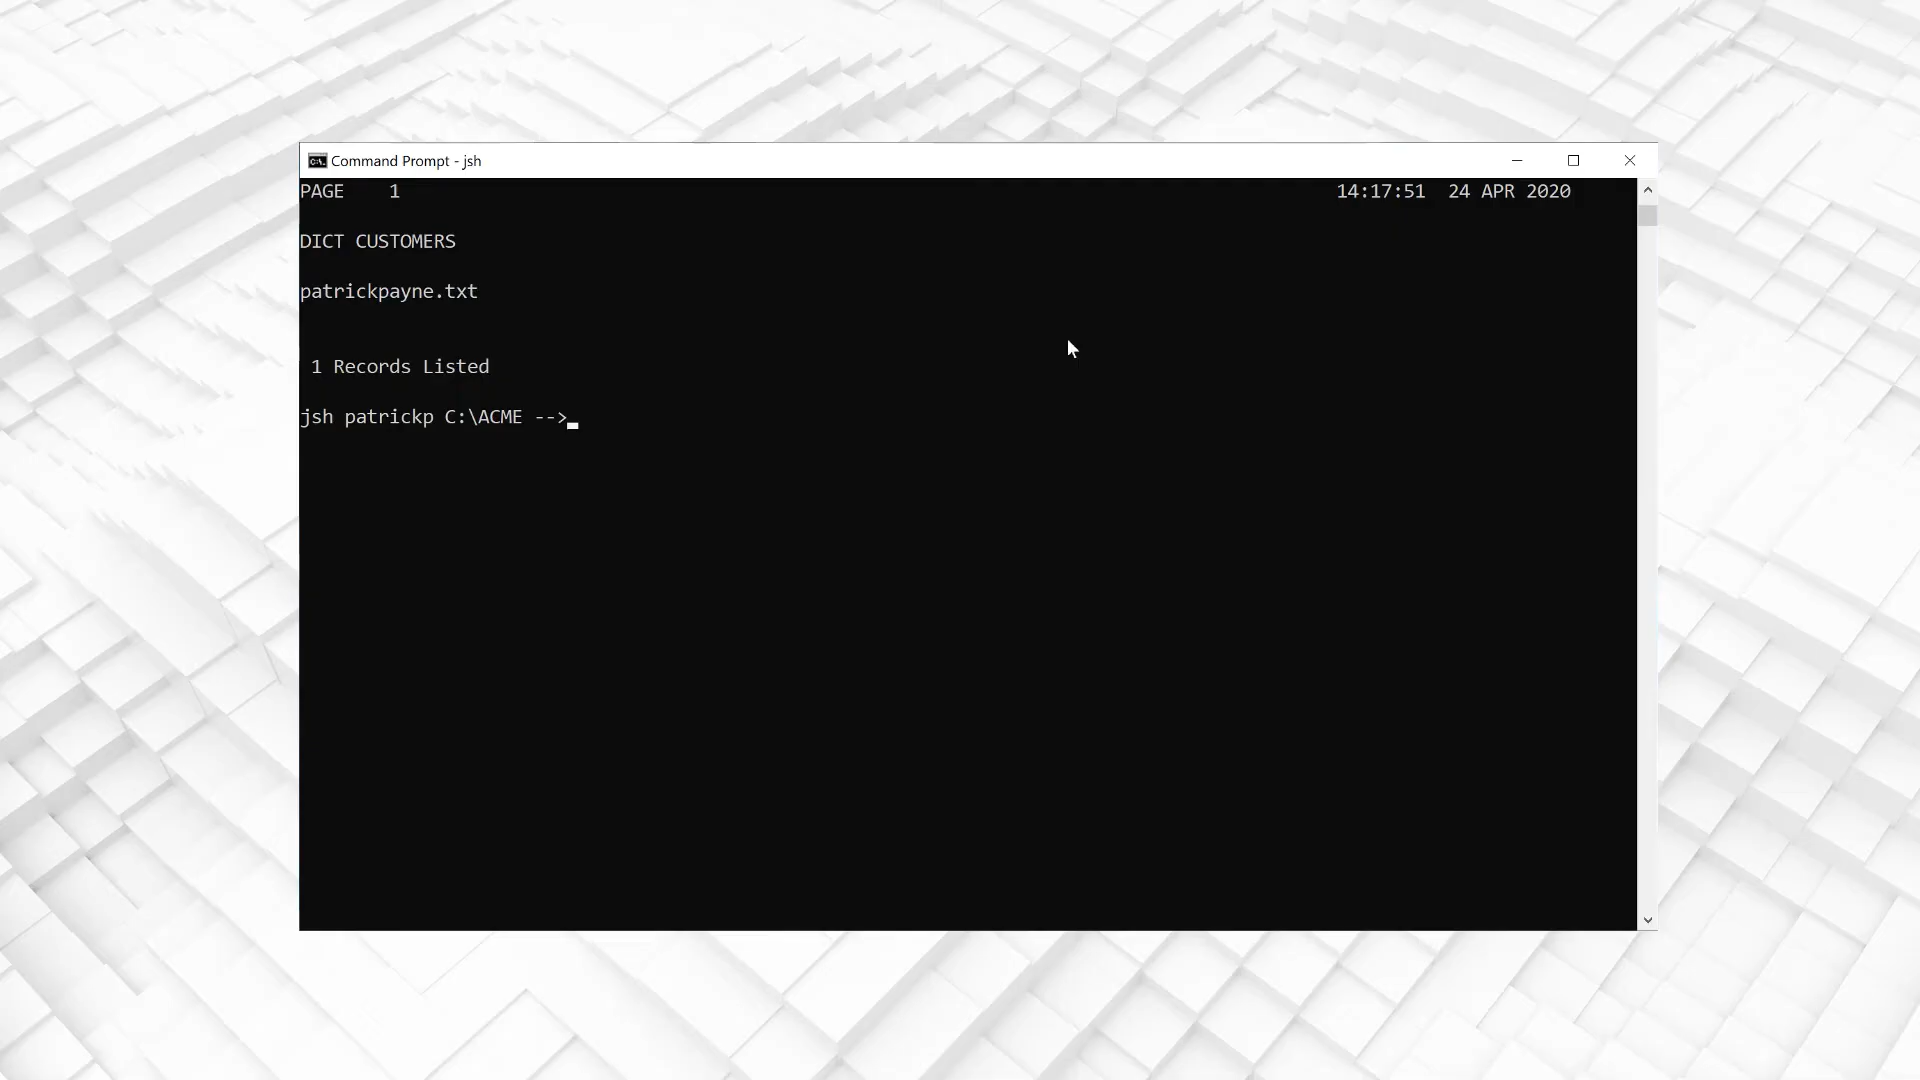 Command Prompt - jsh
PAGE    1    14:17:51  24 APR 2020
DICT CUSTOMERS
patrickpayne.txt
1 Records Listed
jsh patrickp C:\ACME -->